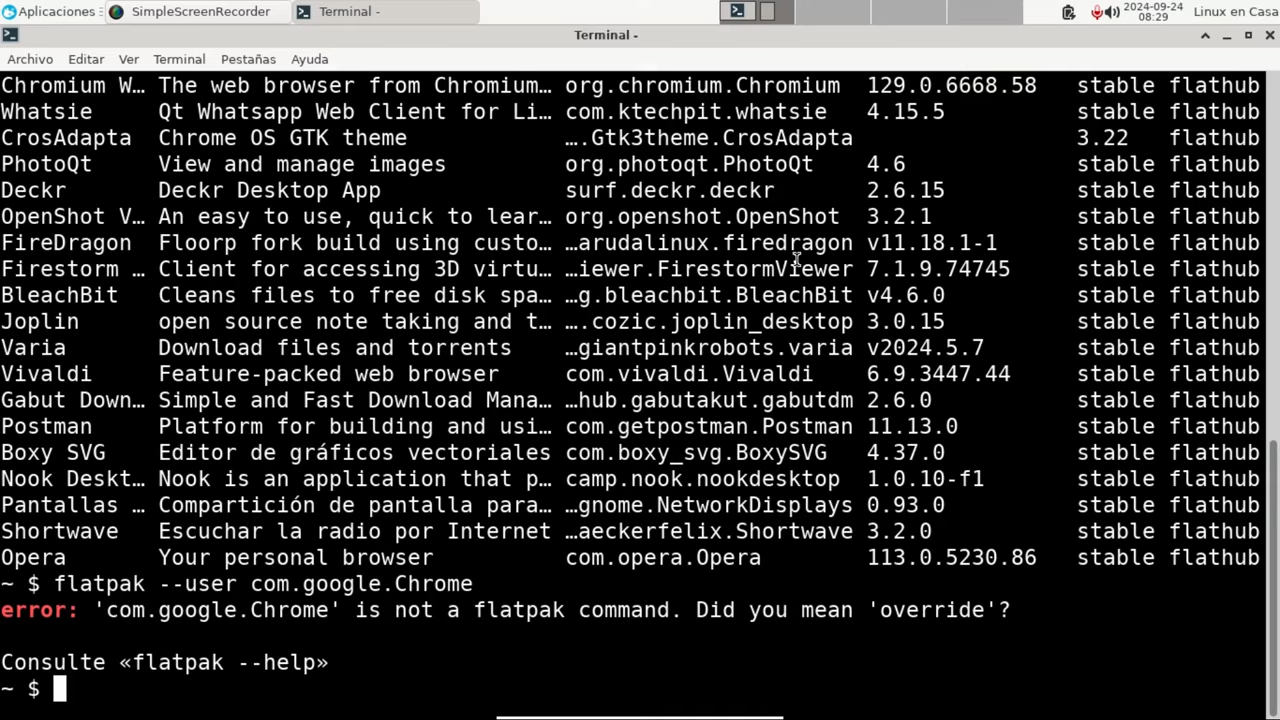 Aplicaciones SimpleScreenRecorder Terminal - 2024-09-24 08:29 Linux en Casa
Terminal -
Archivo Editar Ver Terminal Pestañas Ayuda
Chromium W… The web browser from Chromium… org.chromium.Chromium 129.0.6668.58 stable flathub
Whatsie Qt Whatsapp Web Client for Li… com.ktechpit.whatsie 4.15.5 stable flathub
CrosAdapta Chrome OS GTK theme ….Gtk3theme.CrosAdapta 3.22 flathub
PhotoQt View and manage images org.photoqt.PhotoQt 4.6 stable flathub
Deckr Deckr Desktop App surf.deckr.deckr 2.6.15 stable flathub
OpenShot V… An easy to use, quick to lear… org.openshot.OpenShot 3.2.1 stable flathub
FireDragon Floorp fork build using custo… …arudalinux.firedragon v11.18.1-1 stable flathub
Firestorm … Client for accessing 3D virtu… …iewer.FirestormViewer 7.1.9.74745 stable flathub
BleachBit Cleans files to free disk spa… …g.bleachbit.BleachBit v4.6.0 stable flathub
Joplin open source note taking and t… ….cozic.joplin_desktop 3.0.15 stable flathub
Varia Download files and torrents …giantpinkrobots.varia v2024.5.7 stable flathub
Vivaldi Feature-packed web browser com.vivaldi.Vivaldi 6.9.3447.44 stable flathub
Gabut Down… Simple and Fast Download Mana… …hub.gabutakut.gabutdm 2.6.0 stable flathub
Postman Platform for building and usi… com.getpostman.Postman 11.13.0 stable flathub
Boxy SVG Editor de gráficos vectoriales com.boxy_svg.BoxySVG 4.37.0 stable flathub
Nook Deskt… Nook is an application that p… camp.nook.nookdesktop 1.0.10-f1 stable flathub
Pantallas … Compartición de pantalla para… …gnome.NetworkDisplays 0.93.0 stable flathub
Shortwave Escuchar la radio por Internet …aeckerfelix.Shortwave 3.2.0 stable flathub
Opera Your personal browser com.opera.Opera 113.0.5230.86 stable flathub
~ $ flatpak --user com.google.Chrome
error: 'com.google.Chrome' is not a flatpak command. Did you mean 'override'?
Consulte «flatpak --help»
~ $